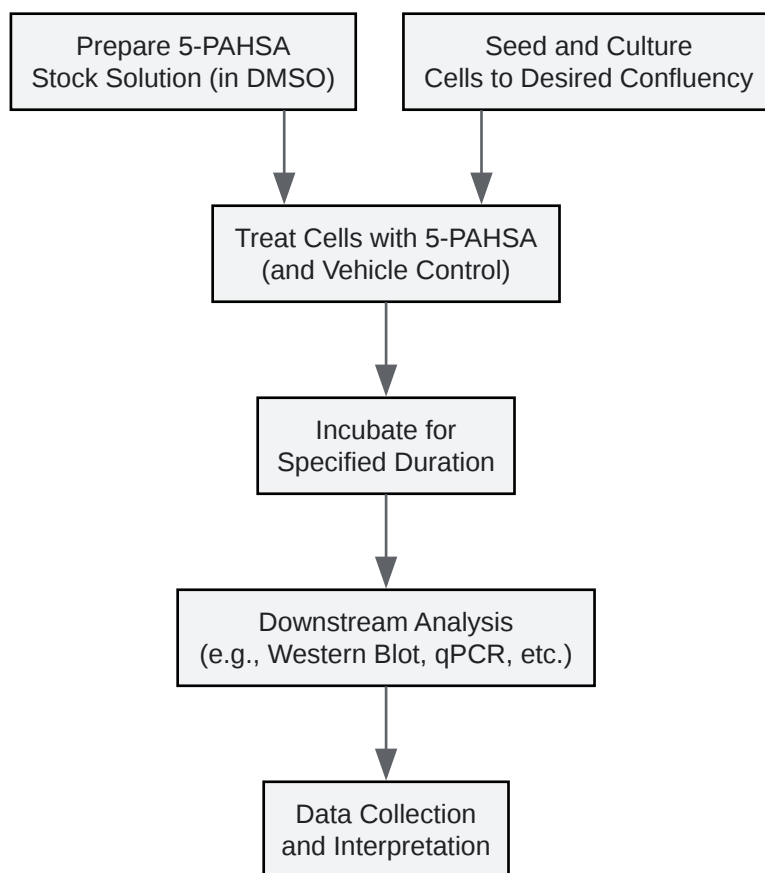 Prepare 5-PAHSA
Stock Solution (in DMSO)
Seed and Culture
Cells to Desired Confluency
Treat Cells with 5-PAHSA
(and Vehicle Control)
Incubate for
Specified Duration
Downstream Analysis
(e.g., Western Blot, qPCR, etc.)
Data Collection
and Interpretation